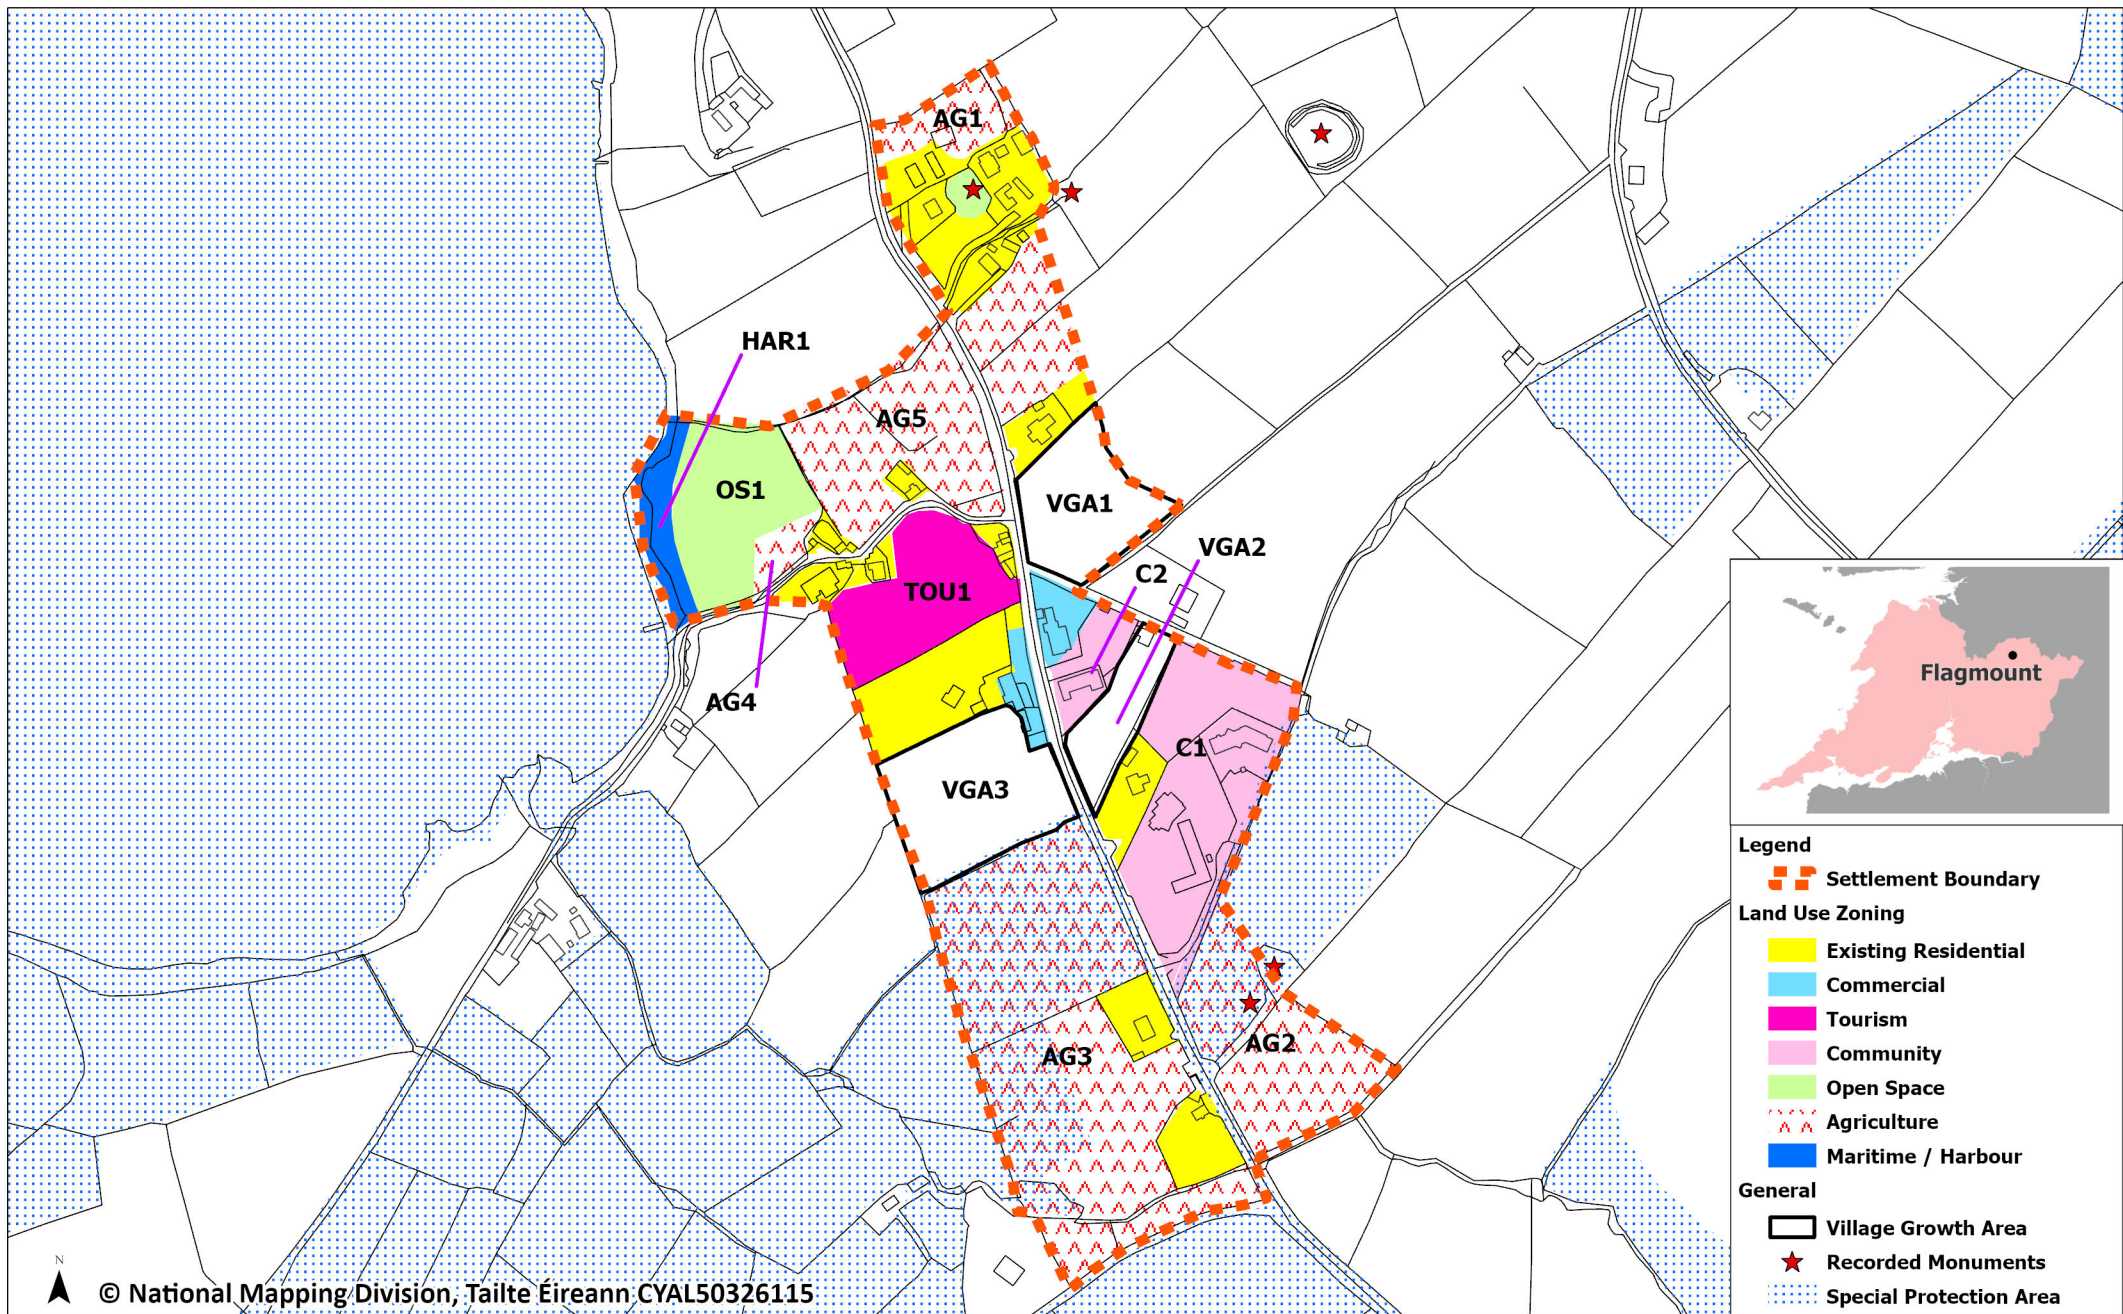 AG1
HAR1
AG5
OS1
VGA1
VGA2
C2
TOU1
AG4
C1
VGA3
AG3
AG2
Flagmount
Legend
Settlement Boundary
Land Use Zoning
Existing Residential
Commercial
Tourism
Community
Open Space
Agriculture
Maritime / Harbour
General
Village Growth Area
Recorded Monuments
Special Protection Area
N
© National Mapping Division, Tailte Éireann CYAL50326115